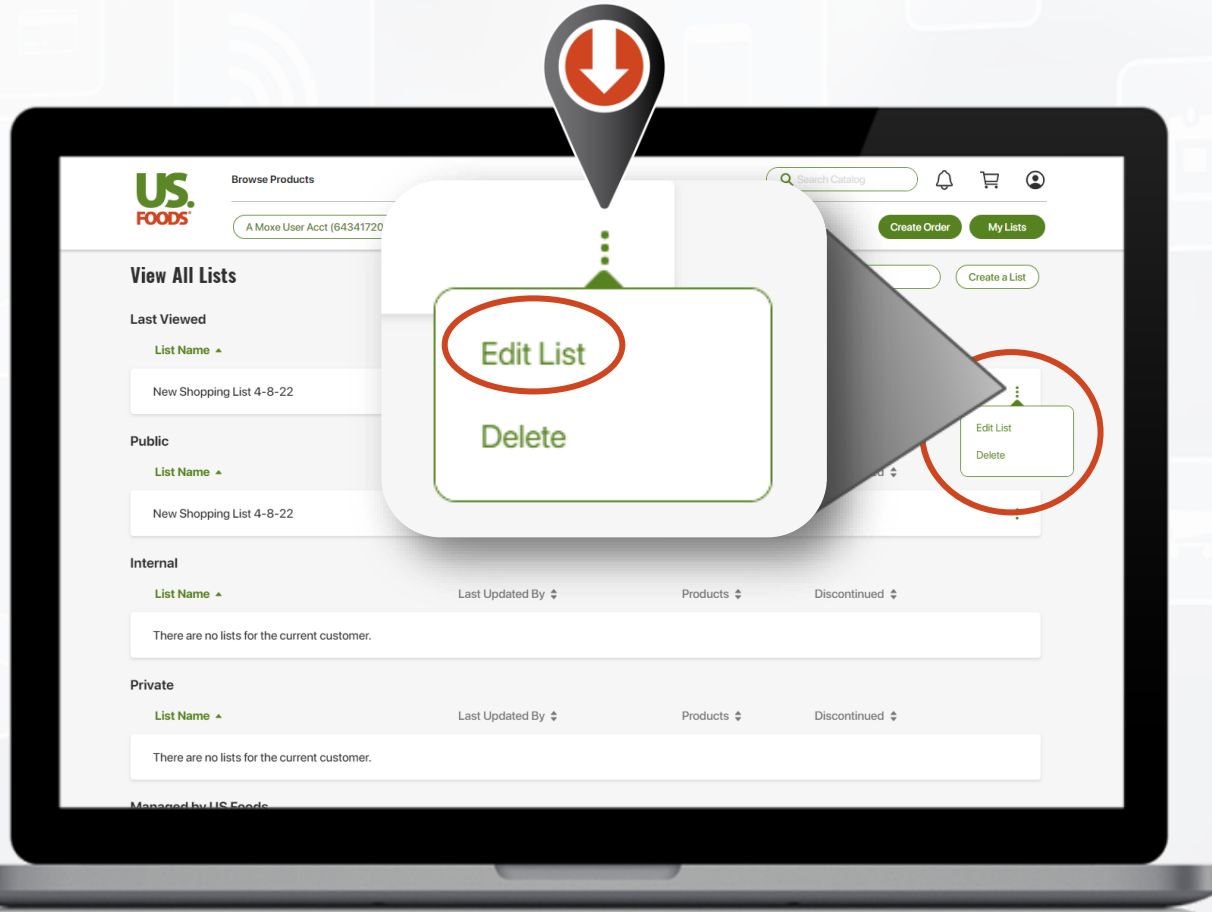 US.
FOODS
Browse Products
Search Catalog
A Moxe User Acct (64341720
Create Order
My Lists
View All Lists
Create a List
Last Viewed
List Name
New Shopping List 4-8-22
Edit List
Delete
Edit List
Delete
Public
List Name
New Shopping List 4-8-22
Internal
List Name Last Updated By Products Discontinued
There are no lists for the current customer.
Private
List Name Last Updated By Products Discontinued
There are no lists for the current customer.
Managed by US Foods